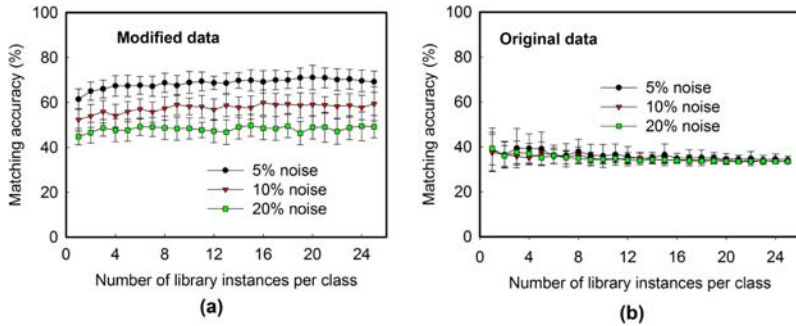 Modified data
Matching accuracy (%)
100
80
60
40
20
0
5% noise
10% noise
20% noise
0 4 8 12 16 20 24
Number of library instances per class
(a)
Original data
Matching accuracy (%)
100
80
60
40
20
0
5% noise
10% noise
20% noise
0 4 8 12 16 20 24
Number of library instances per class
(b)